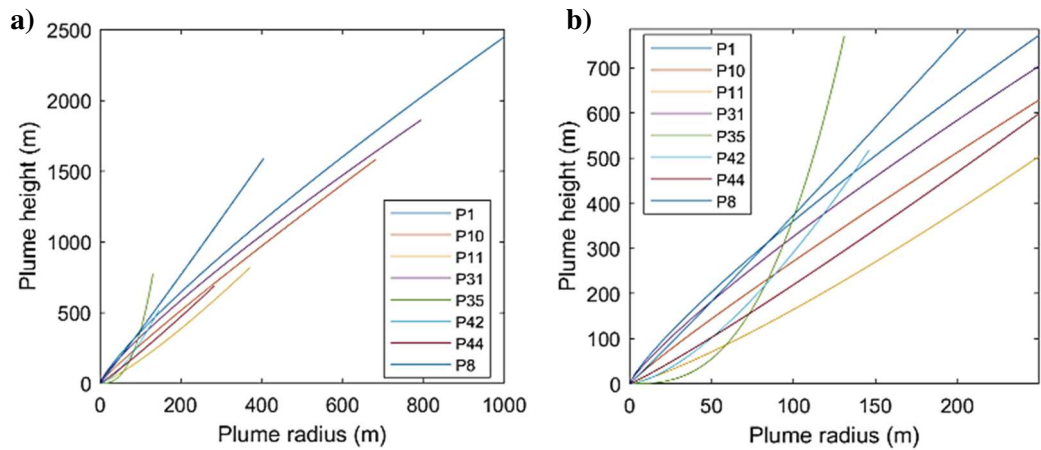 a)
2500
2000
1500
1000
500
0
Plume height (m)
P1
P10
P11
P31
P35
P42
P44
P8
0 200 400 600 800 1000
Plume radius (m)
b)
700
600
500
400
300
200
100
0
Plume height (m)
P1
P10
P11
P31
P35
P42
P44
P8
0 50 100 150 200
Plume radius (m)